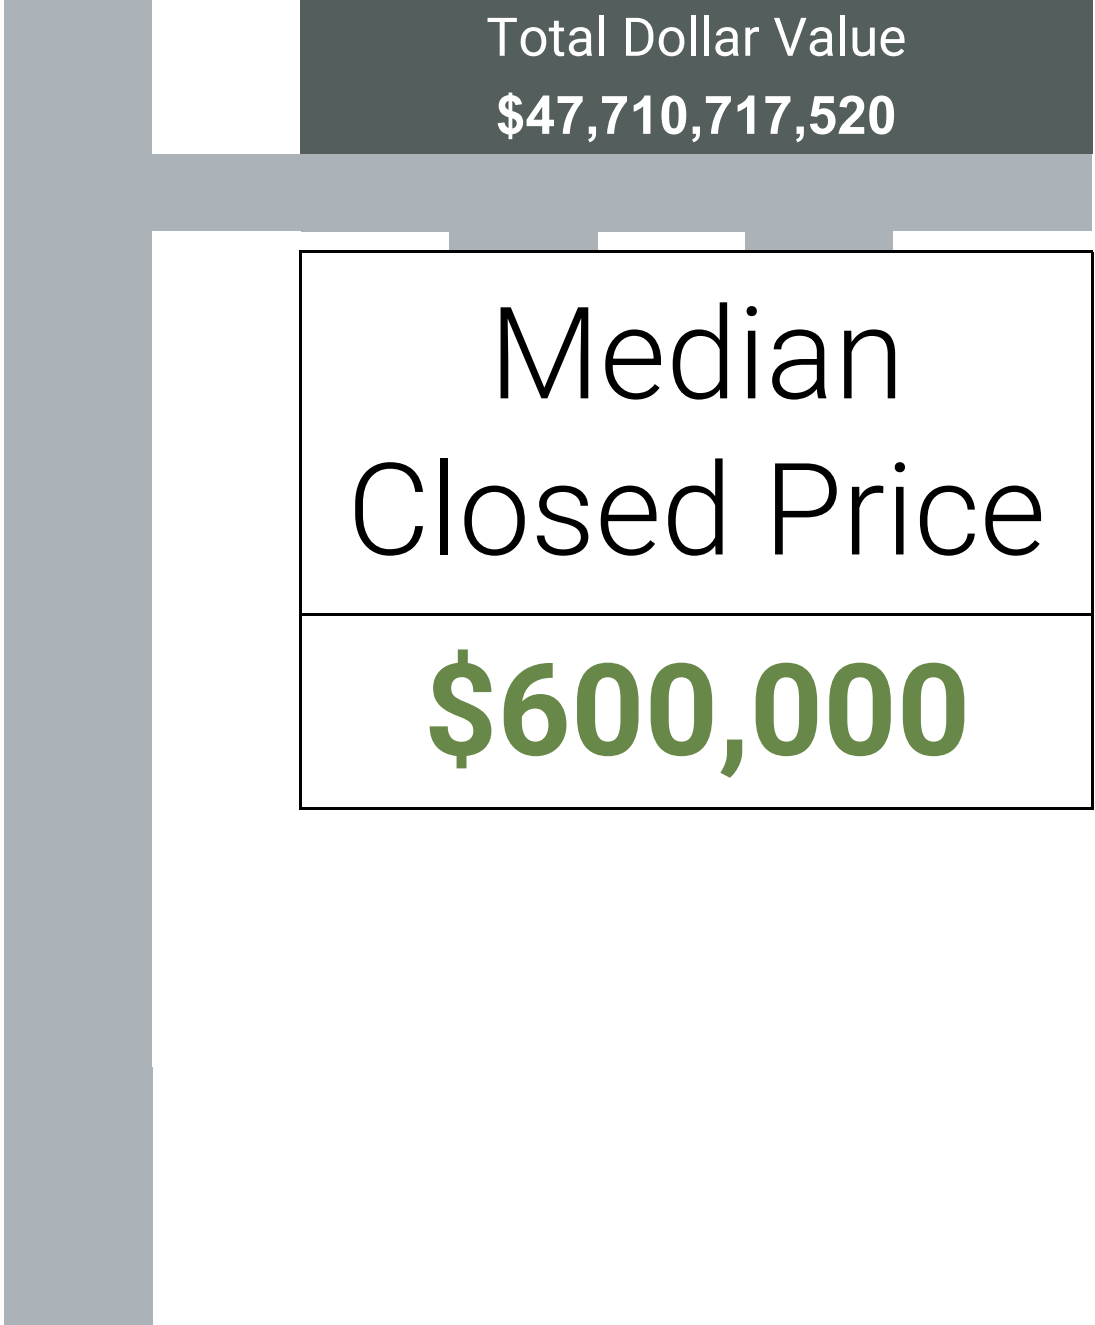 Total Dollar Value
$47,710,717,520
Median
Closed Price
$600,000